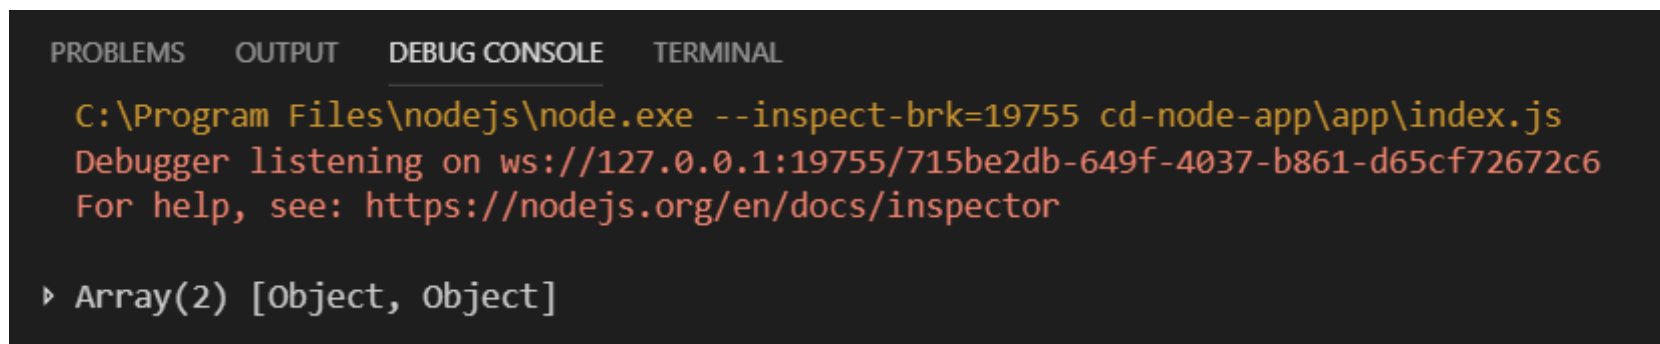 PROBLEMS OUTPUT DEBUG CONSOLE TERMINAL
C:\Program Files\nodejs\node.exe --inspect-brk=19755 cd-node-app\app\index.js
Debugger listening on ws://127.0.0.1:19755/715be2db-649f-4037-b861-d65cf72672c6
For help, see: https://nodejs.org/en/docs/inspector
Array(2) [Object, Object]